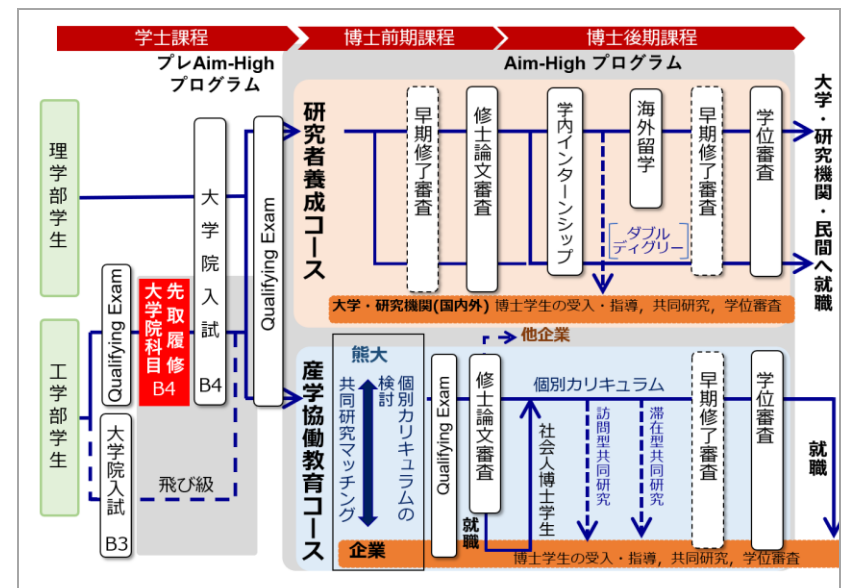 学士課程
博士前期課程
博士後期課程
プレAim-High
プログラム
Aim-High プログラム
理学部学生
工学部学生
Qualifying Exam
大学院入試
B3
先取履修
大学院科目
B4
大学院入試
B4
飛び級
Qualifying Exam
研究者養成コース
早期修了審査
修士論文審査
学内インターンシップ
海外留学
ダブル
ディグリー
早期修了審査
学位審査
大学・研究機関・民間へ就職
大学・研究機関(国内外) 博士学生の受入・指導，共同研究，学位審査
他企業
産学協働教育コース
熊大
個別カリキュラムの
検討
共同研究マッチング
企業
Qualifying Exam
修士論文審査
就職
社会人博士学生
個別カリキュラム
訪問型共同研究
滞在型共同研究
早期修了審査
学位審査
就職
博士学生の受入・指導，共同研究，学位審査